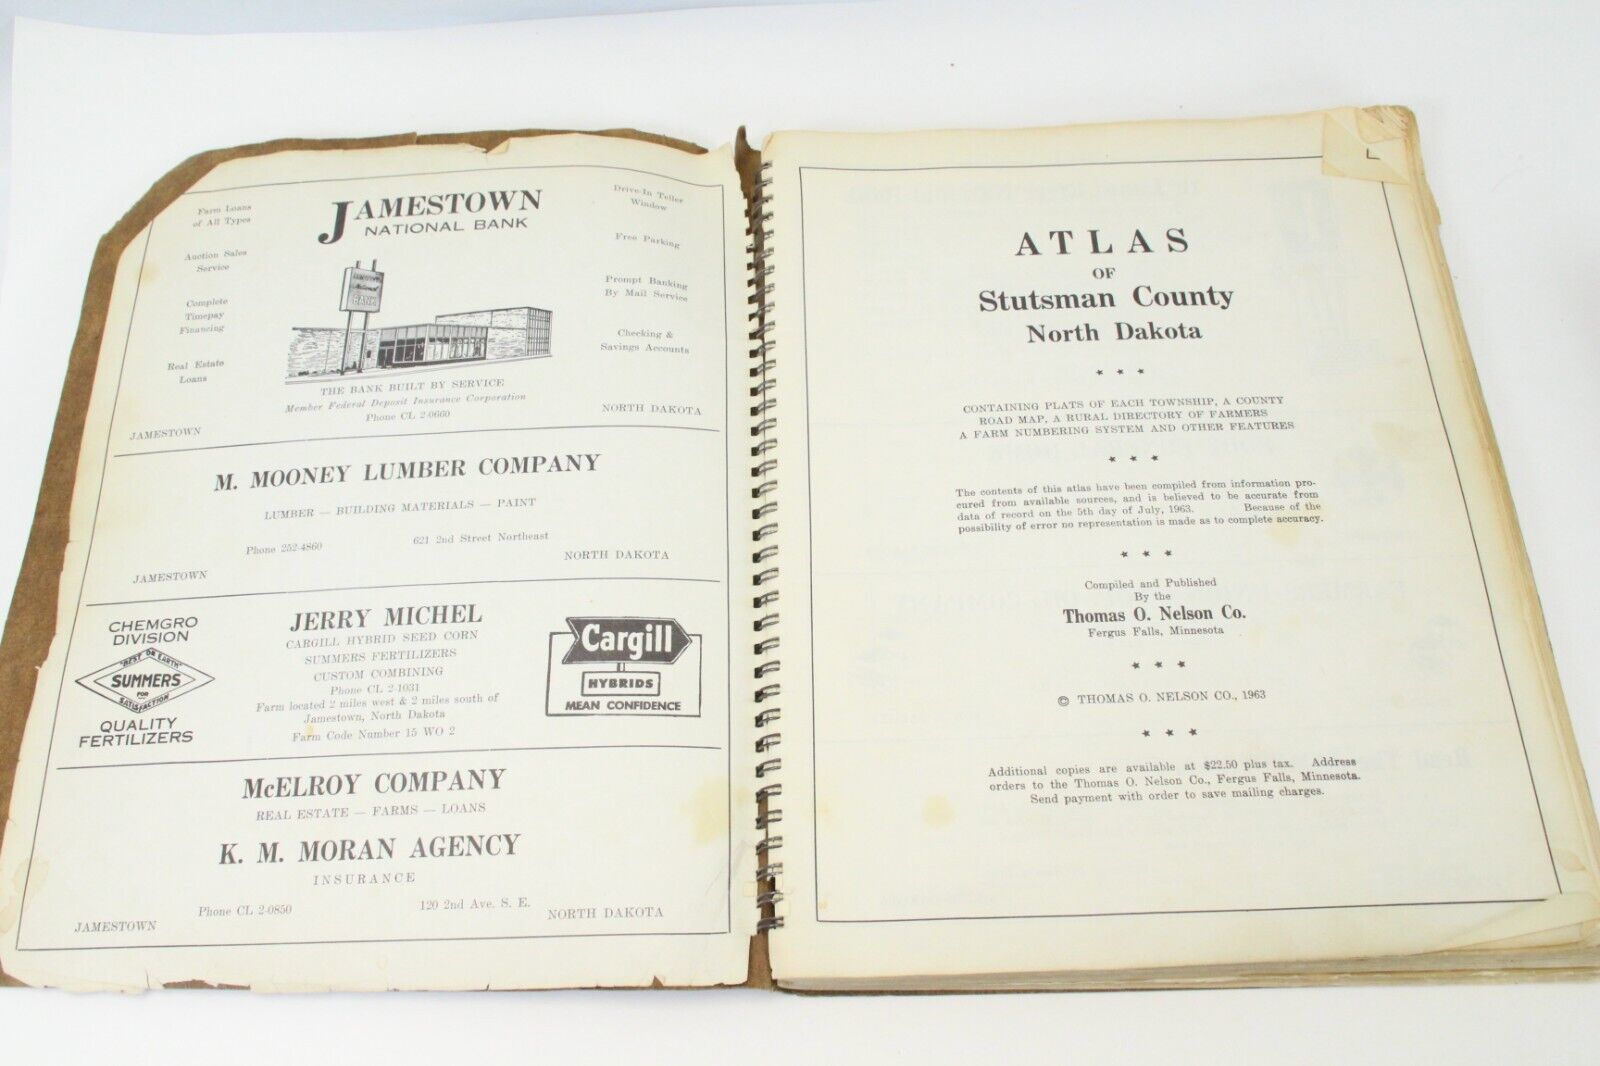 JAMESTOWN
NATIONAL BANK
Farm Loans
of All Types
Auction Sales
Service
Complete
Timepay
Financing
Real Estate
Loans
Drive-In Teller
Window
Free Parking
Prompt Banking
By Mail Service
Checking &
Savings Accounts
JAMESTOWN
National
BANK
THE BANK BUILT BY SERVICE
Member Federal Deposit Insurance Corporation
Phone CL 2-0660
JAMESTOWN
NORTH DAKOTA
M. MOONEY LUMBER COMPANY
LUMBER — BUILDING MATERIALS — PAINT
Phone 252-4860
621 2nd Street Northeast
JAMESTOWN
NORTH DAKOTA
CHEMGRO
DIVISION
"BEST ON EARTH"
SUMMERS
FOR
SATISFACTION
QUALITY
FERTILIZERS
JERRY MICHEL
CARGILL HYBRID SEED CORN
SUMMERS FERTILIZERS
CUSTOM COMBINING
Phone CL 2-1031
Farm located 2 miles west & 2 miles south of
Jamestown, North Dakota
Farm Code Number 15 WO 2
Cargill
HYBRIDS
MEAN CONFIDENCE
McELROY COMPANY
REAL ESTATE — FARMS — LOANS
K. M. MORAN AGENCY
INSURANCE
Phone CL 2-0850
120 2nd Ave. S. E.
JAMESTOWN
NORTH DAKOTA
ATLAS
OF
Stutsman County
North Dakota
* * *
CONTAINING PLATS OF EACH TOWNSHIP, A COUNTY
ROAD MAP, A RURAL DIRECTORY OF FARMERS
A FARM NUMBERING SYSTEM AND OTHER FEATURES
* * *
The contents of this atlas have been compiled from information pro-
cured from available sources, and is believed to be accurate from
data of record on the 5th day of July, 1963. Because of the
possibility of error no representation is made as to complete accuracy.
* * *
Compiled and Published
By the
Thomas O. Nelson Co.
Fergus Falls, Minnesota
* * *
© THOMAS O. NELSON CO., 1963
* * *
Additional copies are available at $22.50 plus tax. Address
orders to the Thomas O. Nelson Co., Fergus Falls, Minnesota.
Send payment with order to save mailing charges.